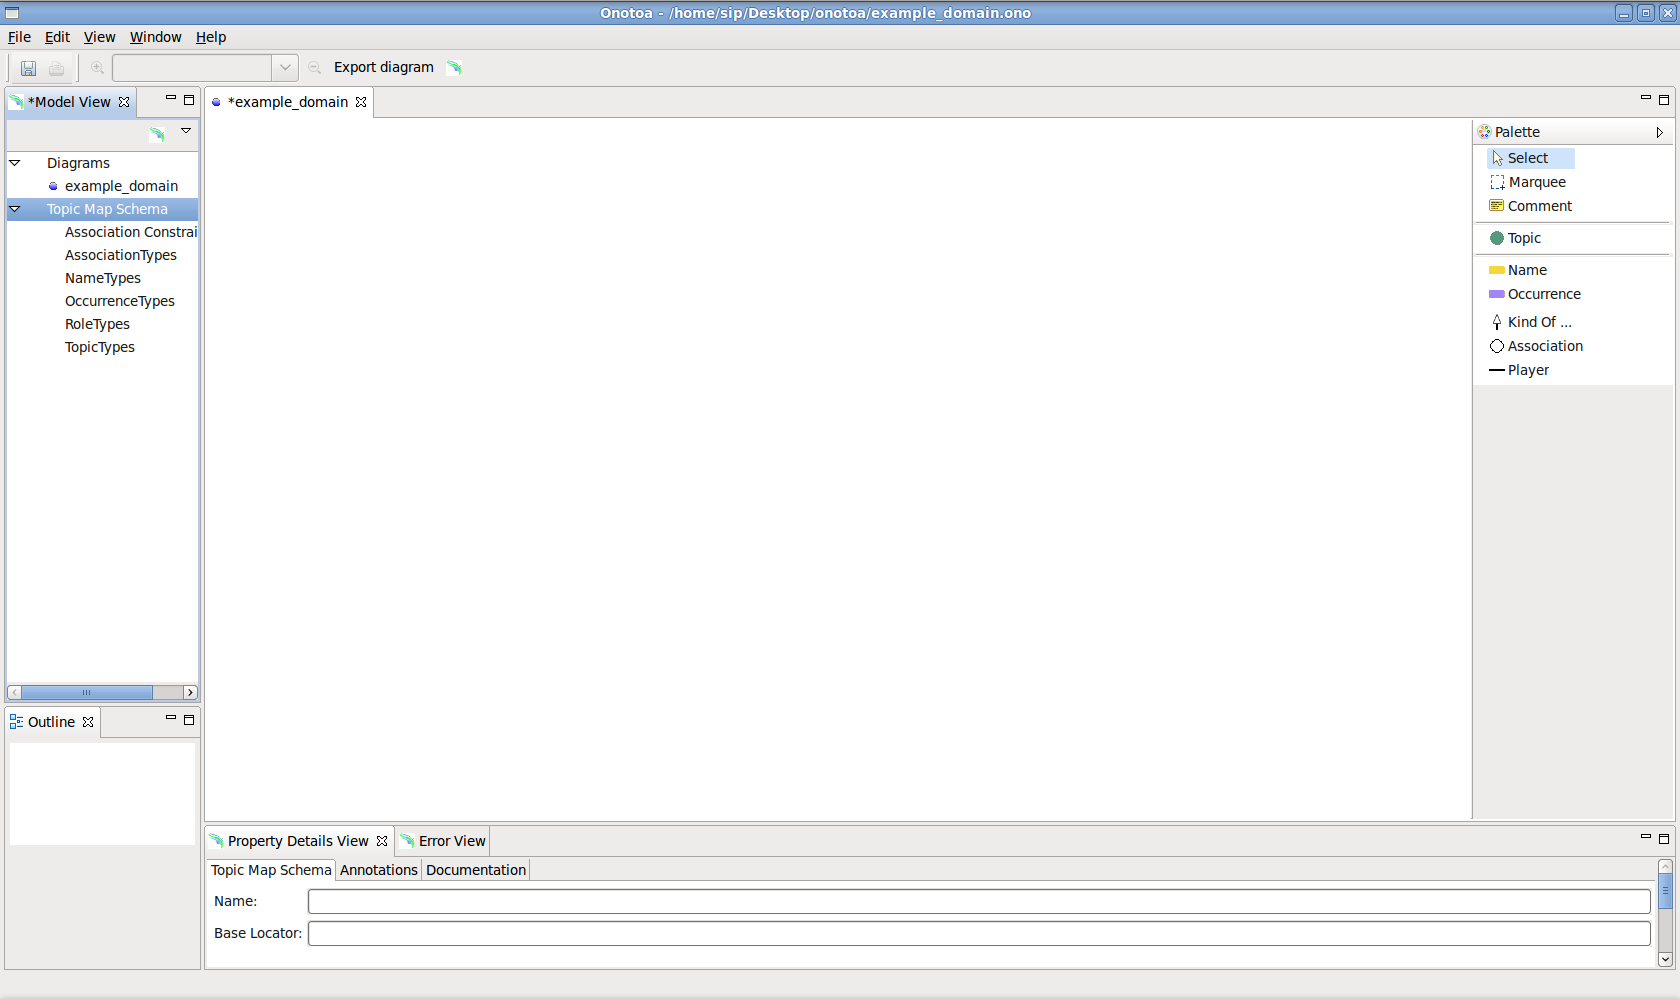 Onotoa - /home/sip/Desktop/onotoa/example_domain.ono
File Edit View Window Help
Export diagram
*Model View
Diagrams
example_domain
Topic Map Schema
Association Constrai
AssociationTypes
NameTypes
OccurrenceTypes
RoleTypes
TopicTypes
Outline
*example_domain
Palette
Select
Marquee
Comment
Topic
Name
Occurrence
Kind Of ...
Association
Player
Property Details View Error View
Topic Map Schema Annotations Documentation
Name:
Base Locator: